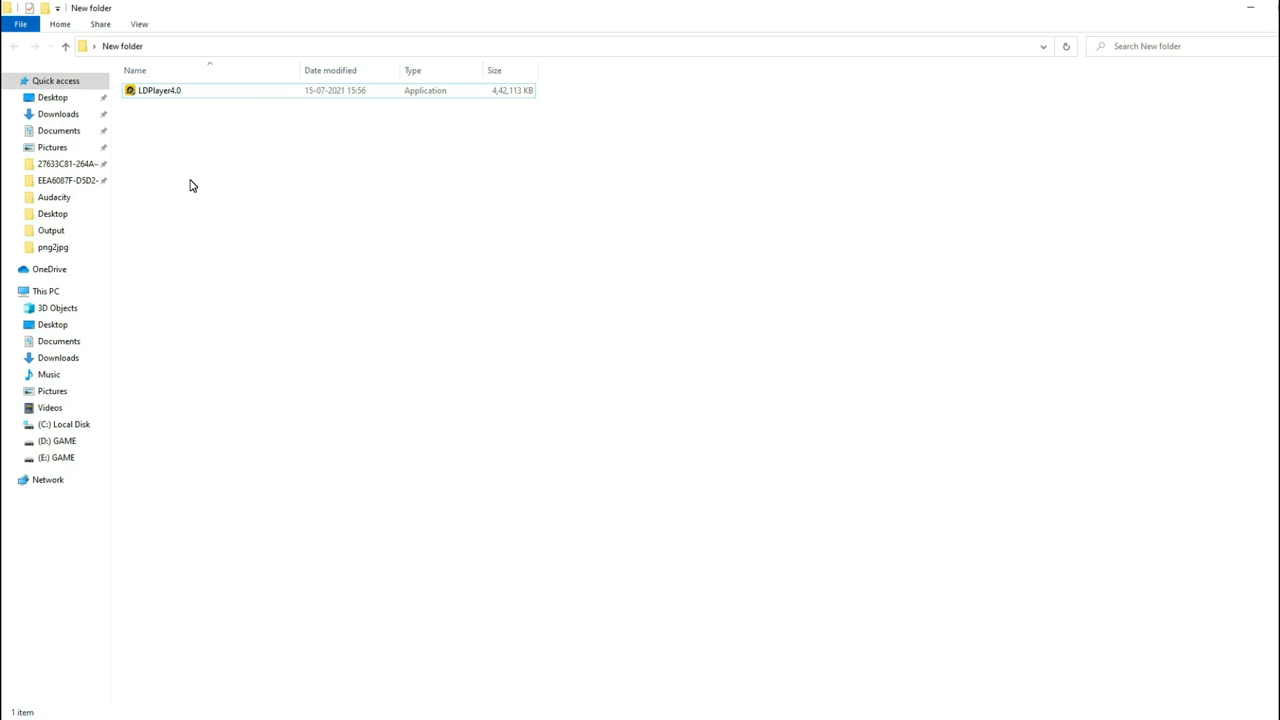 New folder
File Home Share View
New folder
Search New folder
Name Date modified Type Size
LDPlayer4.0 15-07-2021 15:56 Application 4,42,113 KB
Quick access
Desktop
Downloads
Documents
Pictures
27633C81-264A-
EEA6087F-D5D2-
Audacity
Desktop
Output
png2jpg
OneDrive
This PC
3D Objects
Desktop
Documents
Downloads
Music
Pictures
Videos
(C:) Local Disk
(D:) GAME
(E:) GAME
Network
1 item